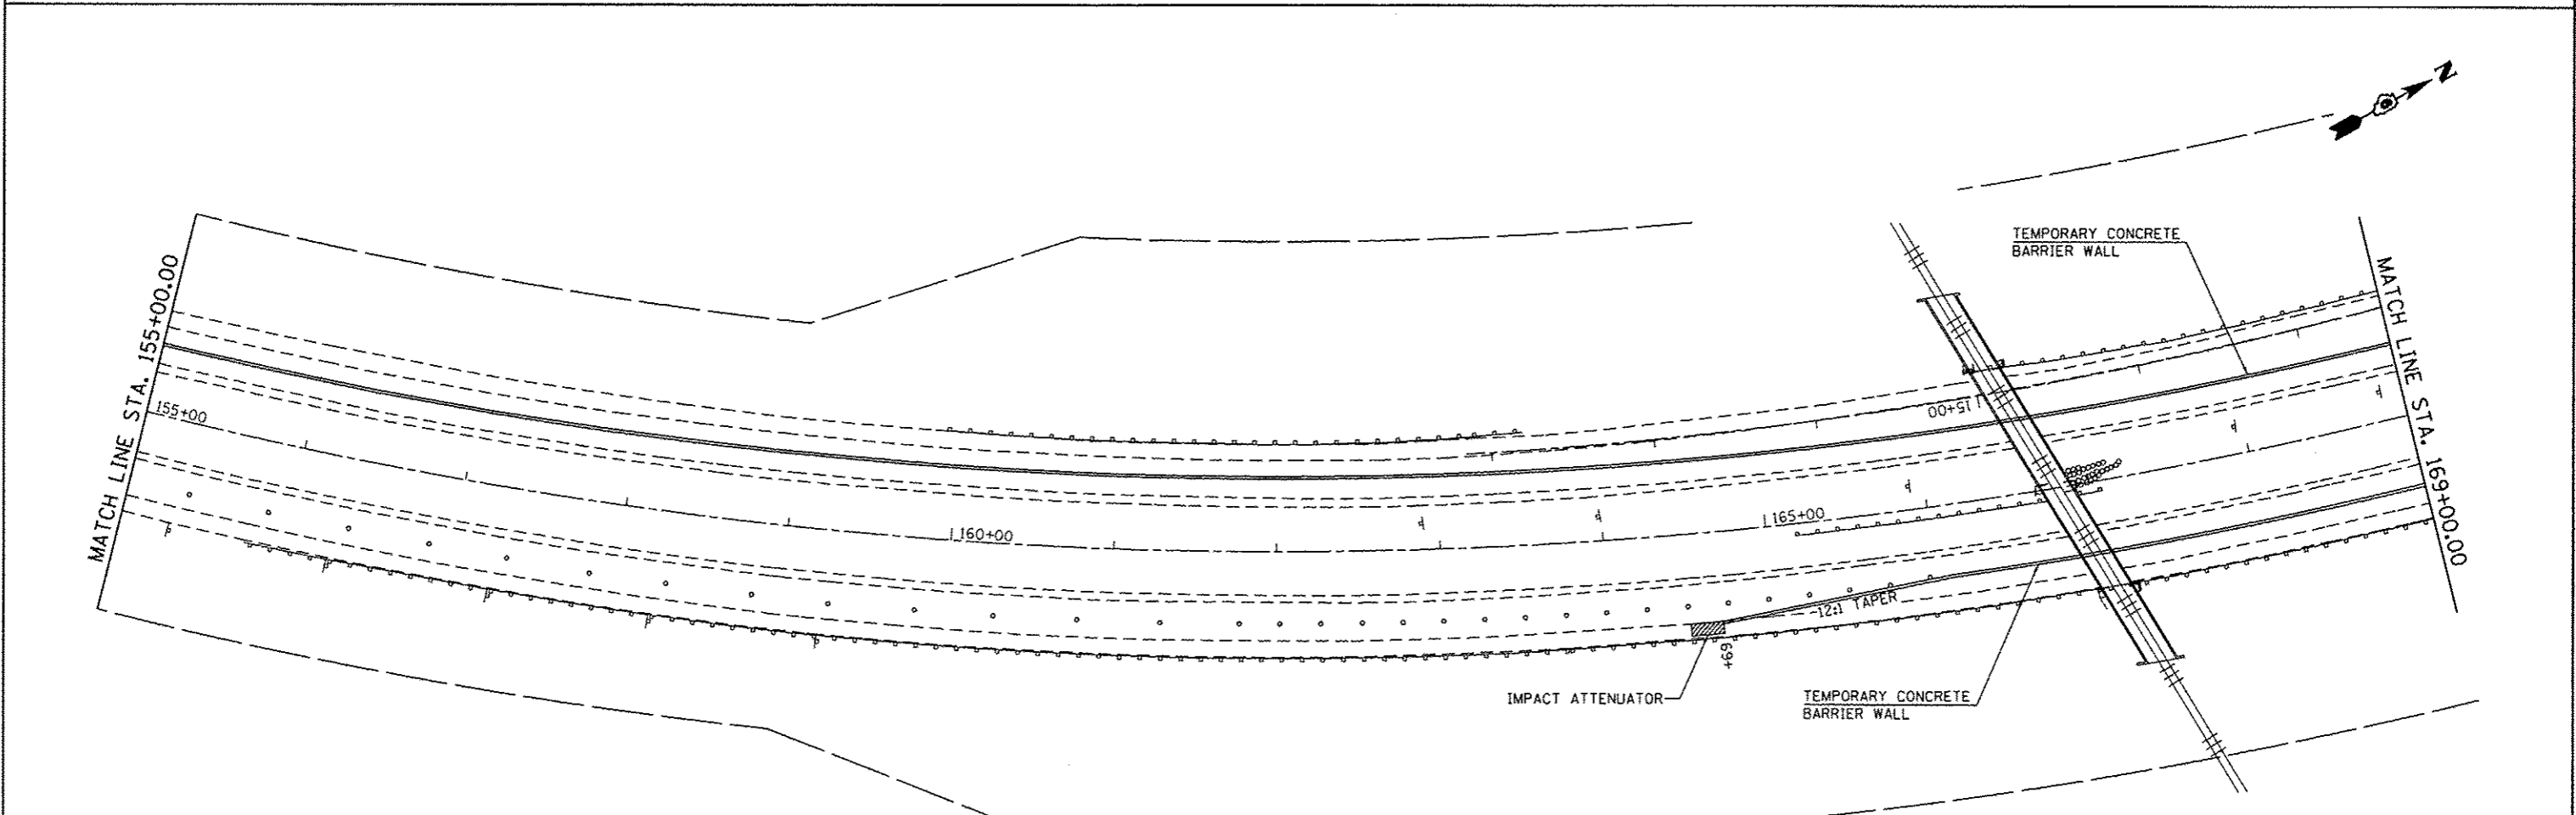 N
TEMPORARY CONCRETE
BARRIER WALL
MATCH LINE STA. 155+00.00
MATCH LINE STA. 169+00.00
155+00
15+00
160+00
165+00
12:1 TAPER
+69
IMPACT ATTENUATOR
TEMPORARY CONCRETE
BARRIER WALL